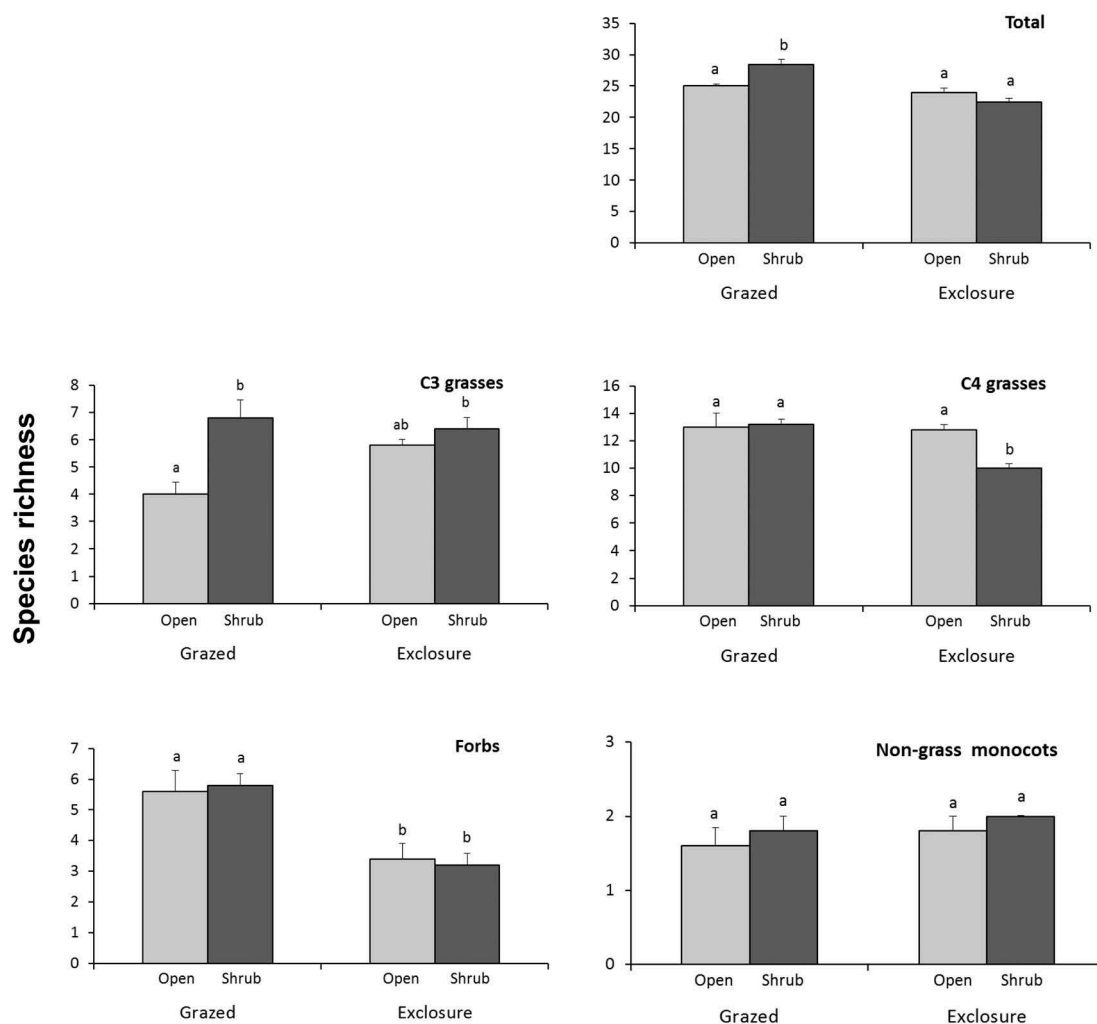 Total
35
30
25
20
15
10
5
0
a
b
a
a
Open
Shrub
Open
Shrub
Grazed
Exclosure
Species richness
C3 grasses
8
7
6
5
4
3
2
1
0
a
b
ab
b
Open
Shrub
Open
Shrub
Grazed
Exclosure
C4 grasses
16
14
12
10
8
6
4
2
0
a
a
a
b
Open
Shrub
Open
Shrub
Grazed
Exclosure
Forbs
7
6
5
4
3
2
1
0
a
a
b
b
Open
Shrub
Open
Shrub
Grazed
Exclosure
Non-grass monocots
3
2
1
0
a
a
a
a
Open
Shrub
Open
Shrub
Grazed
Exclosure